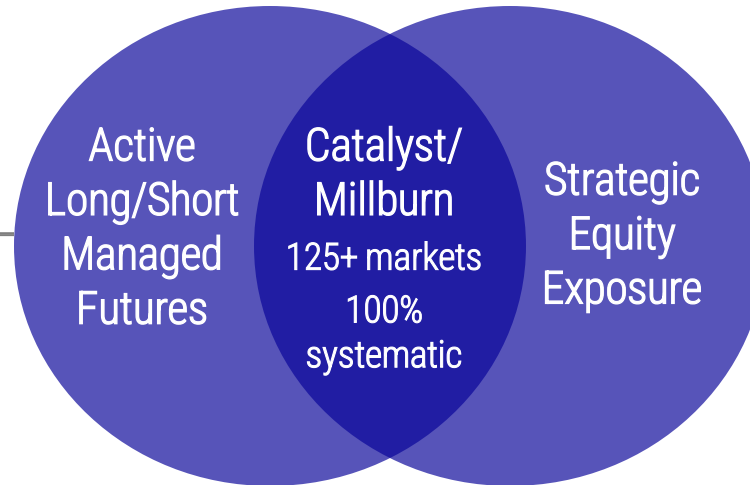 Active
Long/Short
Managed
Futures
Catalyst/
Millburn
125+ markets
100%
systematic
Strategic
Equity
Exposure